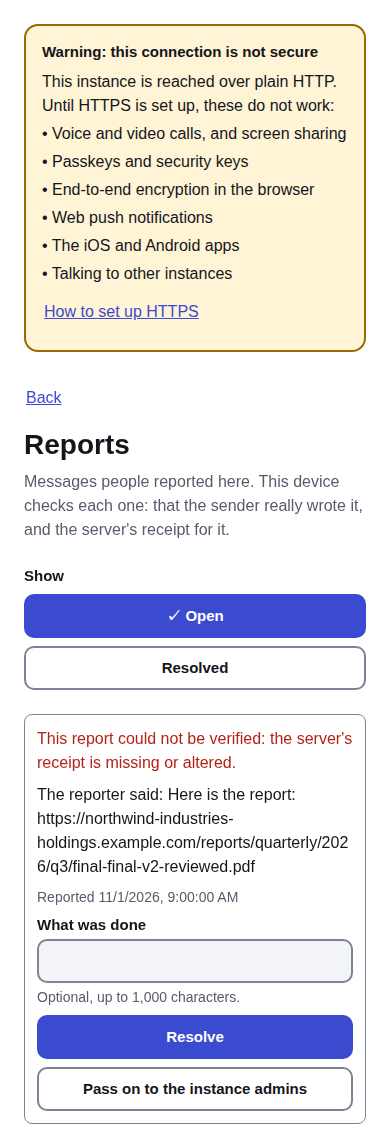 Warning: this connection is not secure
This instance is reached over plain HTTP.
Until HTTPS is set up, these do not work:
• Voice and video calls, and screen sharing
• Passkeys and security keys
• End-to-end encryption in the browser
• Web push notifications
• The iOS and Android apps
• Talking to other instances
How to set up HTTPS
Back
Reports
Messages people reported here. This device
checks each one: that the sender really wrote it,
and the server's receipt for it.
Show
✓ Open
Resolved
This report could not be verified: the server's
receipt is missing or altered.
The reporter said: Here is the report:
https://northwind-industries-
holdings.example.com/reports/quarterly/202
6/q3/final-final-v2-reviewed.pdf
Reported 11/1/2026, 9:00:00 AM
What was done
Optional, up to 1,000 characters.
Resolve
Pass on to the instance admins